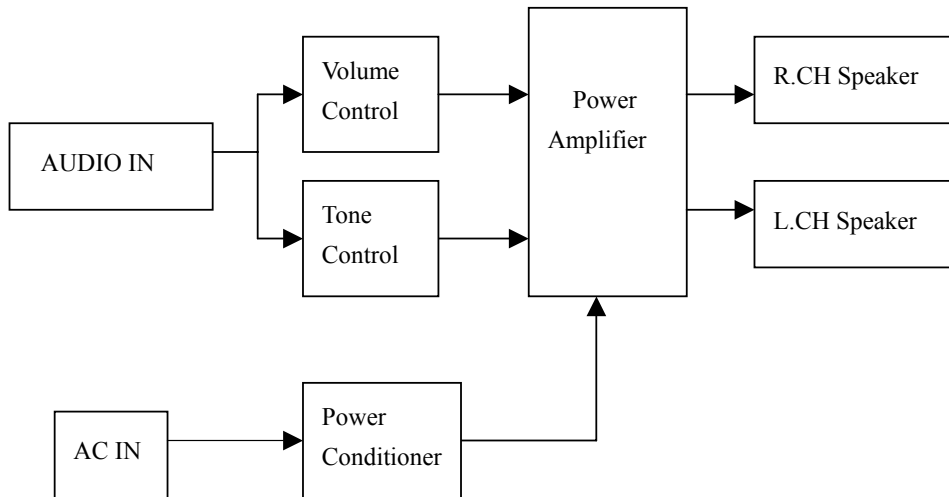 Volume
Control
Power
Amplifier
R.CH Speaker
AUDIO IN
Tone
Control
L.CH Speaker
Power
Conditioner
AC IN